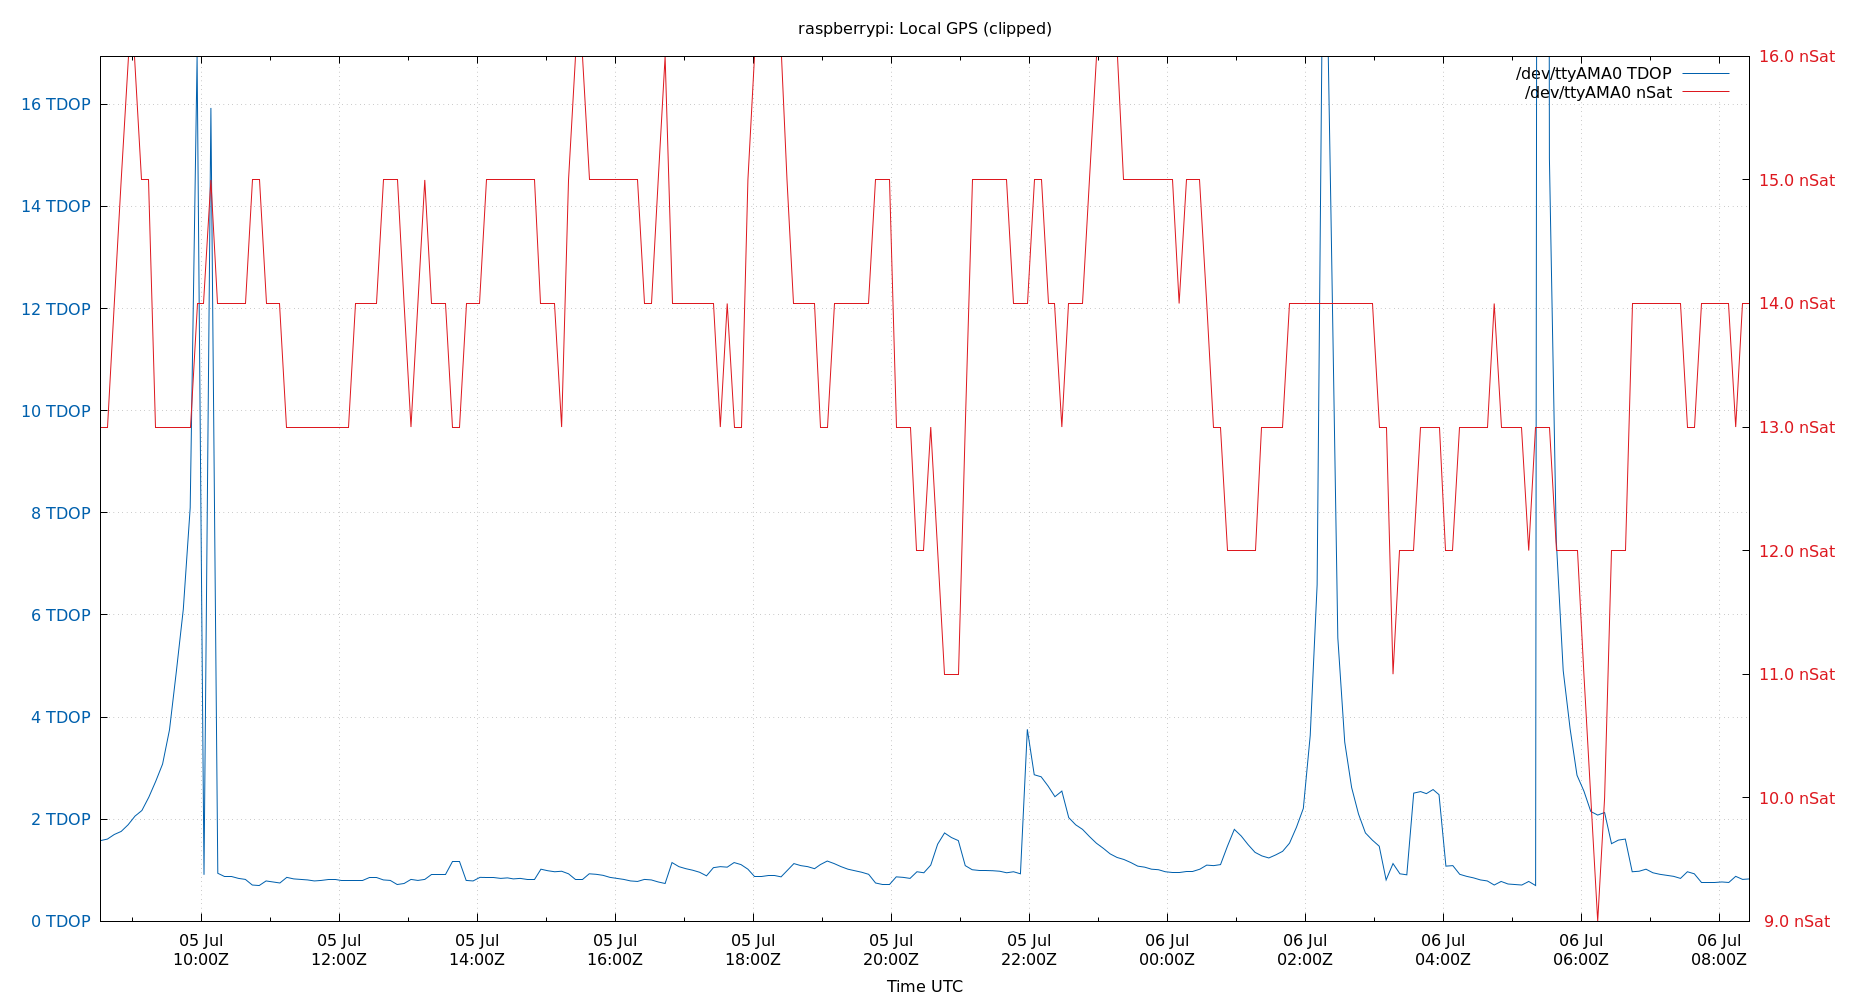 raspberrypi: Local GPS (clipped)
16.0 nSat
/dev/ttyAMA0 TDOP
/dev/ttyAMA0 nSat
16 TDOP
15.0 nSat
14 TDOP
14.0 nSat
12 TDOP
10 TDOP
13.0 nSat
8 TDOP
12.0 nSat
6 TDOP
11.0 nSat
4 TDOP
10.0 nSat
2 TDOP
0 TDOP
9.0 nSat
05 Jul 05 Jul 05 Jul 05 Jul 05 Jul 05 Jul 05 Jul 06 Jul 06 Jul 06 Jul 06 Jul 06 Jul
10:00Z 12:00Z 14:00Z 16:00Z 18:00Z 20:00Z 22:00Z 00:00Z 02:00Z 04:00Z 06:00Z 08:00Z
Time UTC